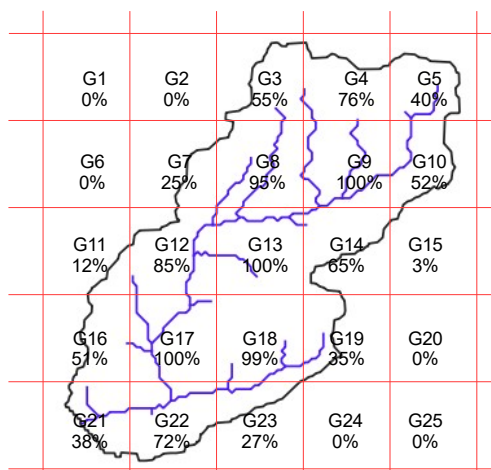 G1 G2 G3 G4 G5
0% 0% 55% 76% 40%
G6 G7 G8 G9 G10
0% 25% 95% 100% 52%
G11 G12 G13 G14 G15
12% 85% 100% 65% 3%
G16 G17 G18 G19 G20
51% 100% 99% 35% 0%
G21 G22 G23 G24 G25
38% 72% 27% 0% 0%